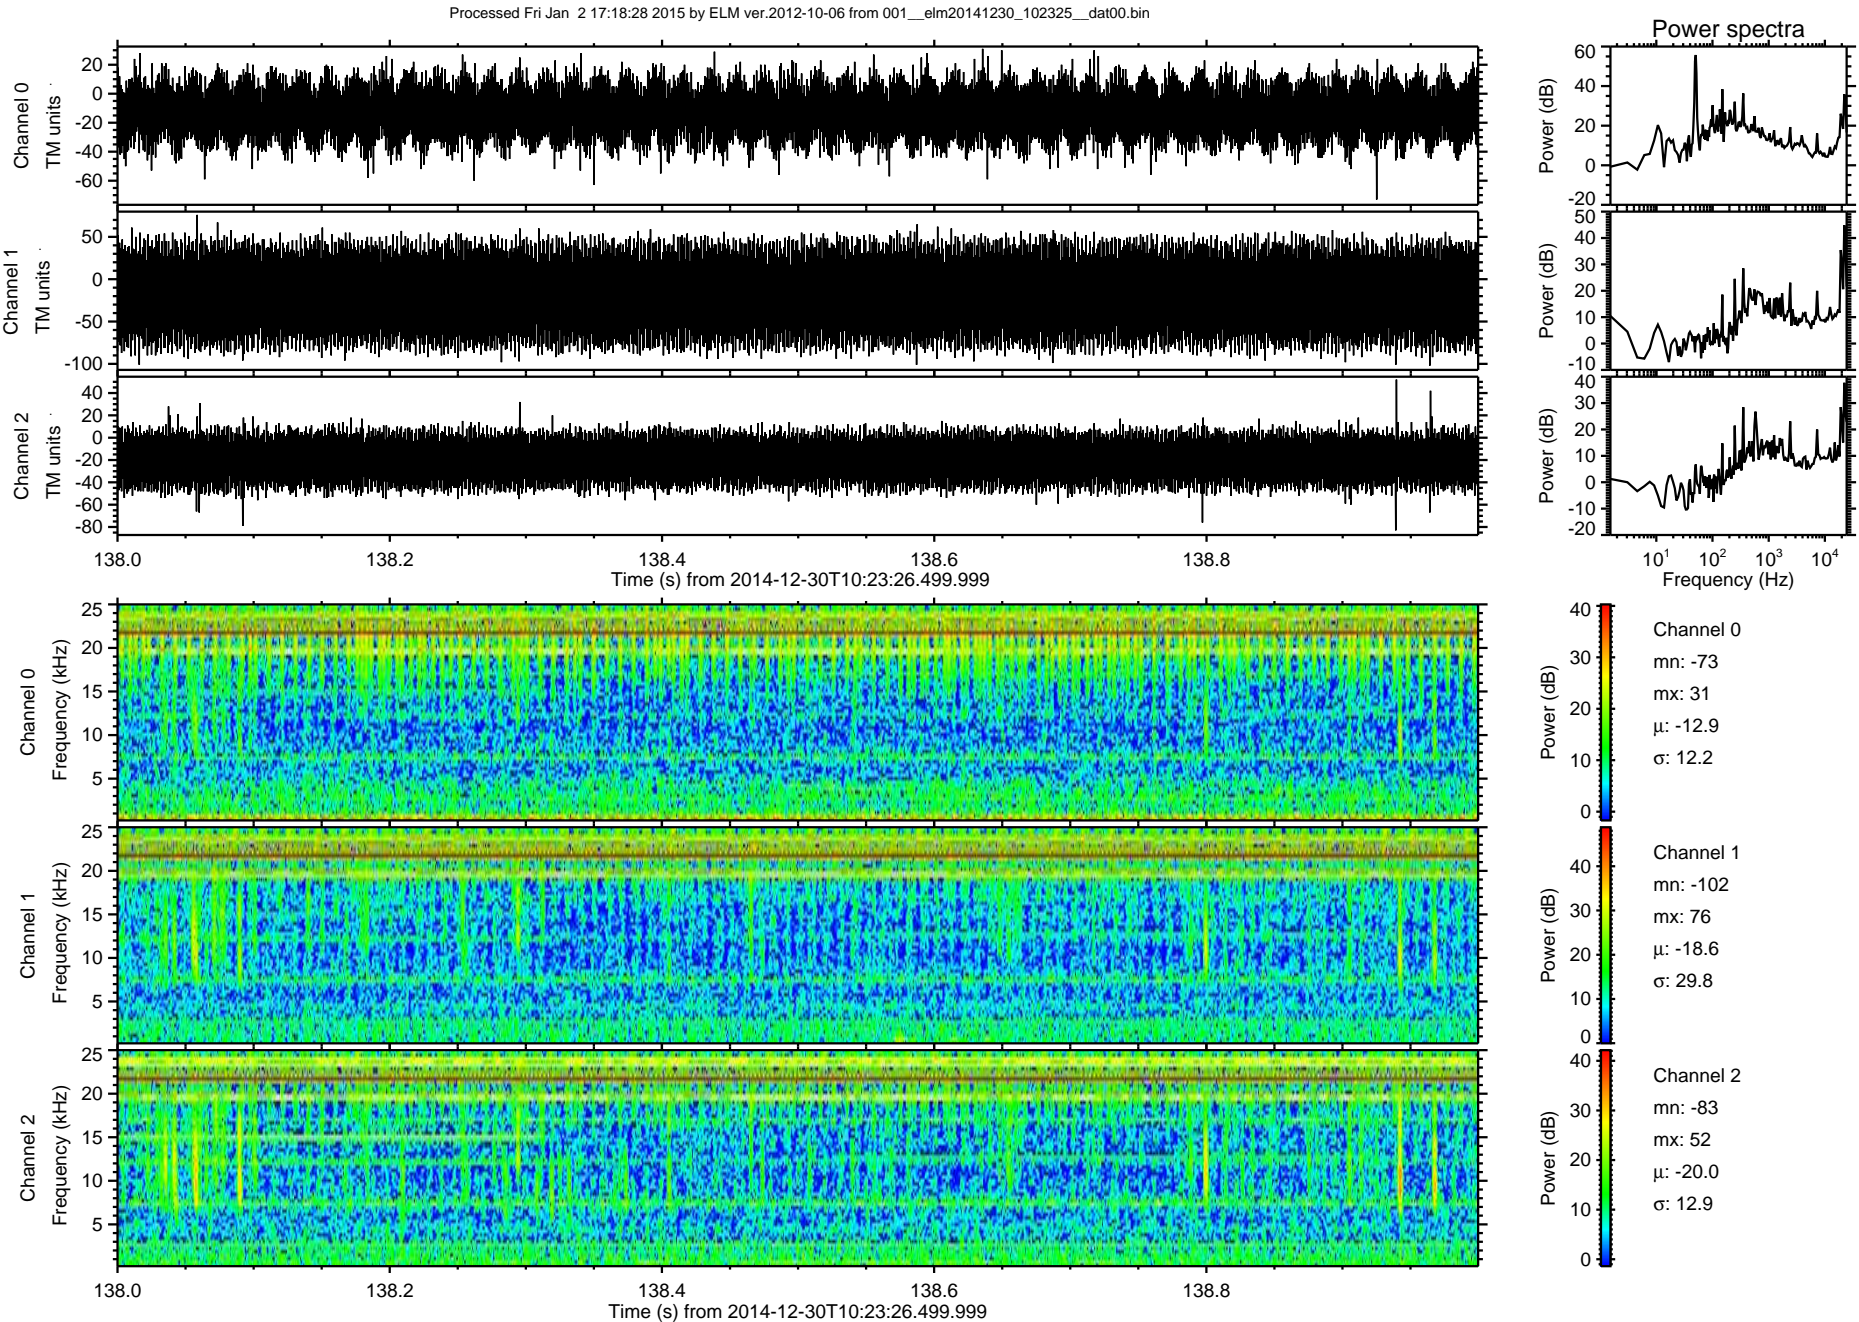 Processed Fri Jan  2 17:18:28 2015 by ELM ver.2012-10-06 from 001__elm20141230_102325__dat00.bin
Power spectra
Channel 0
TM units
20
0
-20
-40
-60
Power (dB)
60
40
20
0
-20
Channel 1
TM units
50
0
-50
-100
Power (dB)
50
40
30
20
10
0
-10
Channel 2
TM units
40
20
0
-20
-40
-60
-80
Power (dB)
40
30
20
10
0
-10
-20
138.0 138.2 138.4 138.6 138.8
Time (s) from 2014-12-30T10:23:26.499.999
10^1 10^2 10^3 10^4
Frequency (Hz)
Channel 0
Frequency (kHz)
25
20
15
10
5
Power (dB)
40
30
20
10
0
Channel 0
mn: -73
mx: 31
µ: -12.9
σ: 12.2
Channel 1
Frequency (kHz)
25
20
15
10
5
Power (dB)
40
30
20
10
0
Channel 1
mn: -102
mx: 76
µ: -18.6
σ: 29.8
Channel 2
Frequency (kHz)
25
20
15
10
5
Power (dB)
40
30
20
10
0
Channel 2
mn: -83
mx: 52
µ: -20.0
σ: 12.9
138.0 138.2 138.4 138.6 138.8
Time (s) from 2014-12-30T10:23:26.499.999